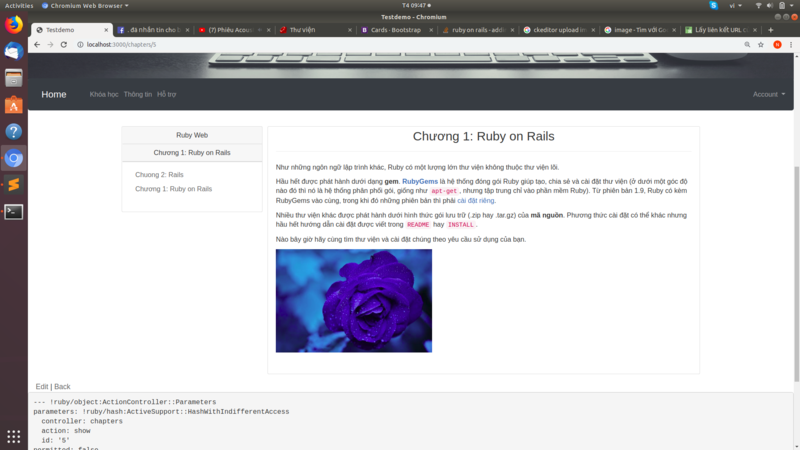 Activities Chromium Web Browser T4 09:47 vi
Testdemo - Chromium
Testdemo . đã nhắn tin cho b (7) Phiêu Acous Thư viện Cards · Bootstrap ruby on rails - addin ckeditor upload im image - Tìm với Go Lấy liên kết URL c
localhost:3000/chapters/5
Home Khóa học Thông tin Hỗ trợ Account
Ruby Web
Chương 1: Ruby on Rails
Chuong 2: Rails
Chương 1: Ruby on Rails
Chương 1: Ruby on Rails
Như những ngôn ngữ lập trình khác, Ruby có một lượng lớn thư viện không thuộc thư viện lõi.
Hầu hết được phát hành dưới dạng gem. RubyGems là hệ thống đóng gói Ruby giúp tạo, chia sẻ và cài đặt thư viện (ở dưới một góc độ
nào đó thì nó là hệ thống phân phối gói, giống như apt-get, nhưng tập trung chỉ vào phần mềm Ruby). Từ phiên bản 1.9, Ruby có kèm
RubyGems vào cùng, trong khi đó những phiên bản thì phải cài đặt riêng.
Nhiều thư viện khác được phát hành dưới hình thức gói lưu trữ (.zip hay .tar.gz) của mã nguồn. Phương thức cài đặt có thể khác nhưng
hầu hết hướng dẫn cài đặt được viết trong README hay INSTALL.
Nào bây giờ hãy cùng tìm thư viện và cài đặt chúng theo yêu cầu sử dụng của bạn.
Edit | Back
--- !ruby/object:ActionController::Parameters
parameters: !ruby/hash:ActiveSupport::HashWithIndifferentAccess
controller: chapters
action: show
id: '5'
permitted: false